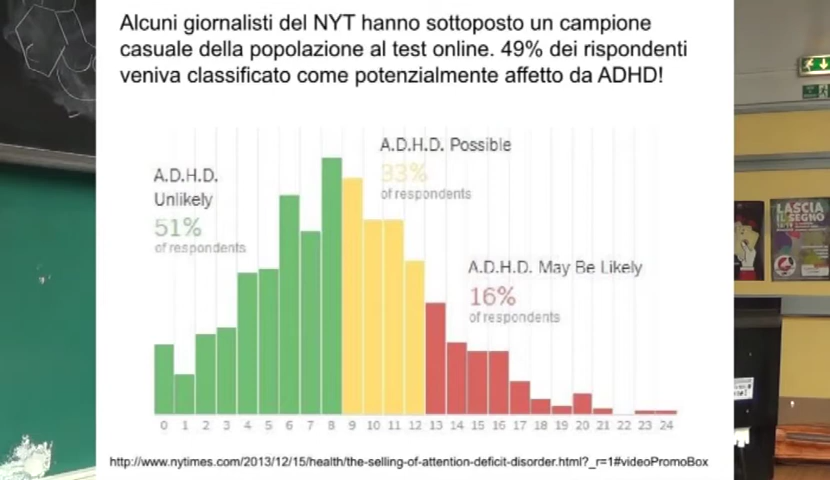 Alcuni giornalisti del NYT hanno sottoposto un campione
casuale della popolazione al test online. 49% dei rispondenti
veniva classificato come potenzialmente affetto da ADHD!
A.D.H.D. Possible
33%
of respondents
A.D.H.D.
Unlikely
51%
of respondents
A.D.H.D. May Be Likely
16%
of respondents
0 1 2 3 4 5 6 7 8 9 10 11 12 13 14 15 16 17 18 19 20 21 22 23 24
http://www.nytimes.com/2013/12/15/health/the-selling-of-attention-deficit-disorder.html?_r=1#videoPromoBox
LASCIA
IL SEGNO